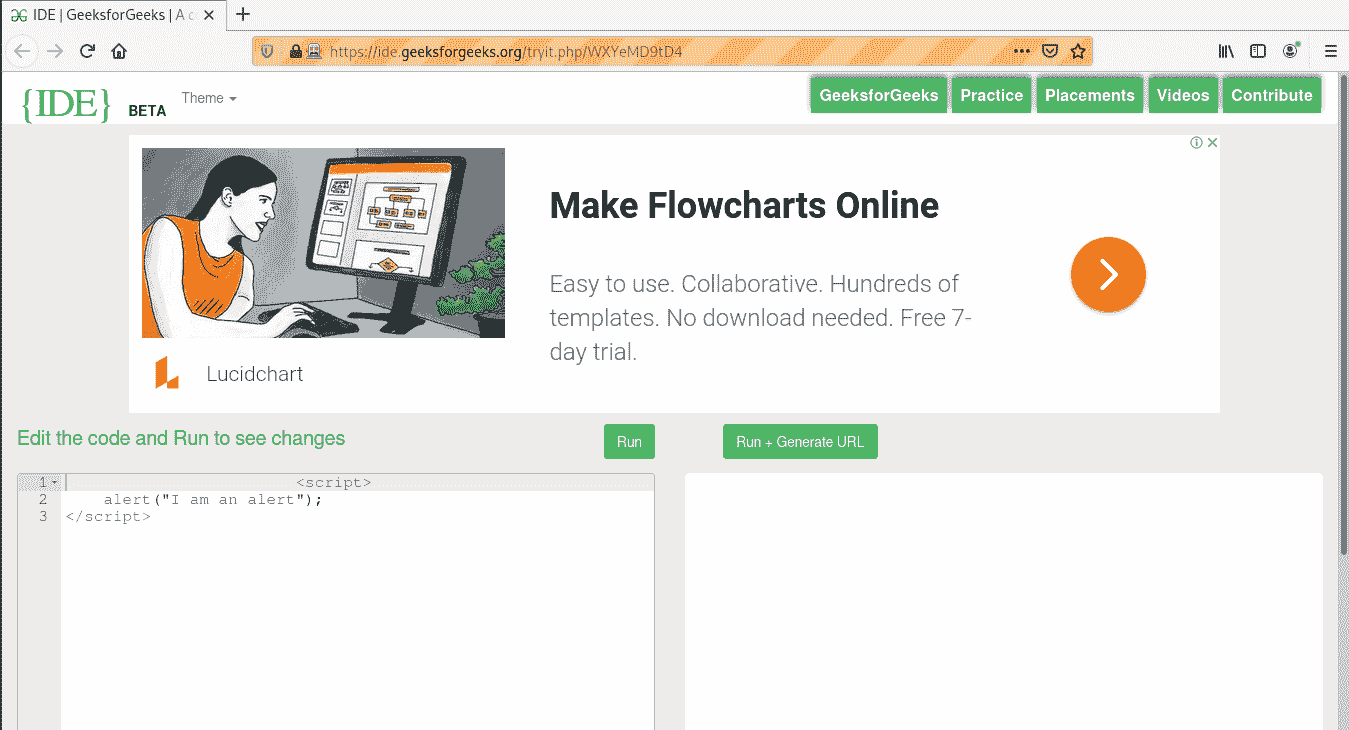 IDE | GeeksforGeeks | A c
https://ide.geeksforgeeks.org/tryit.php/WXYeMD9tD4
{IDE} BETA Theme
GeeksforGeeks Practice Placements Videos Contribute
Make Flowcharts Online
Easy to use. Collaborative. Hundreds of
templates. No download needed. Free 7-
day trial.
Lucidchart
Edit the code and Run to see changes
Run
Run + Generate URL
1 <script>
2 alert("I am an alert");
3 </script>